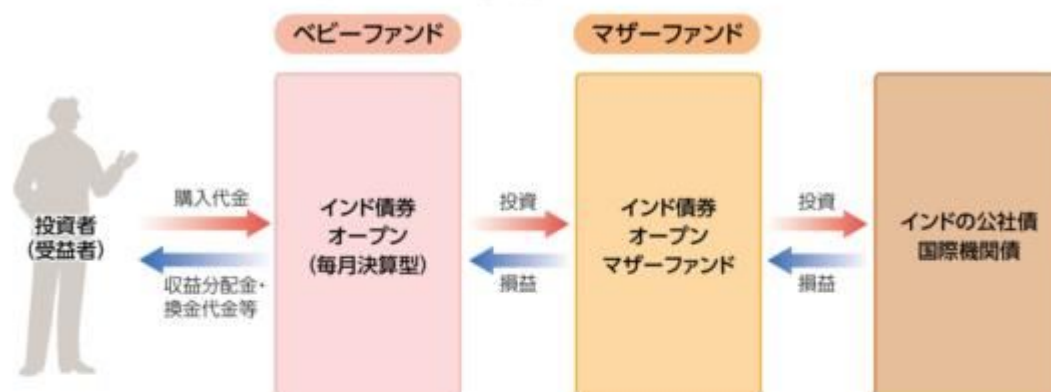 ベビーファンド
マザーファンド
投資者
(受益者)
購入代金
収益分配金・
換金代金等
インド債券
オープン
(毎月決算型)
投資
損益
インド債券
オープン
マザーファンド
投資
損益
インドの公社債
国際機関債